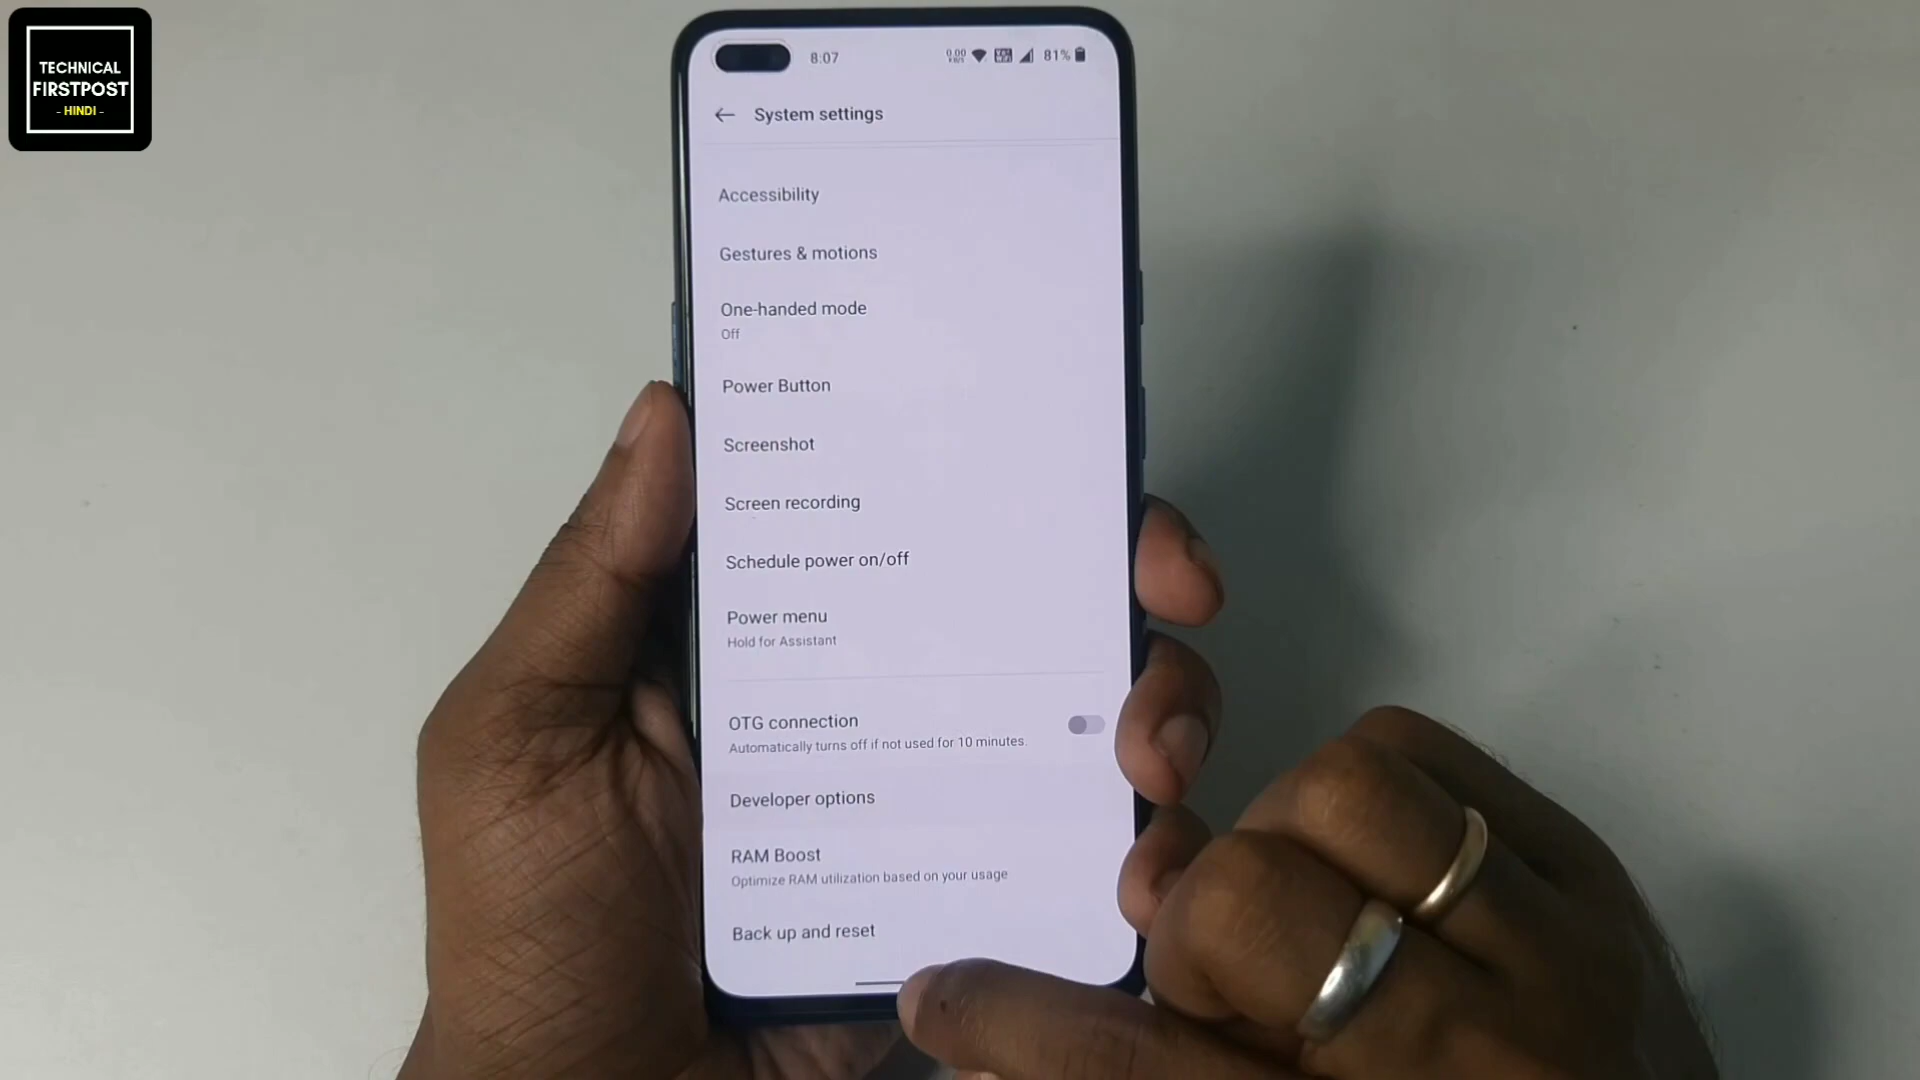 TECHNICAL
FIRSTPOST
- HINDI -
8:07
0.00
81%
System settings
Accessibility
Gestures & motions
One-handed mode
Off
Power Button
Screenshot
Screen recording
Schedule power on/off
Power menu
Hold for Assistant
OTG connection
Automatically turns off if not used for 10 minutes.
Developer options
RAM Boost
Optimize RAM utilization based on your usage
Back up and reset